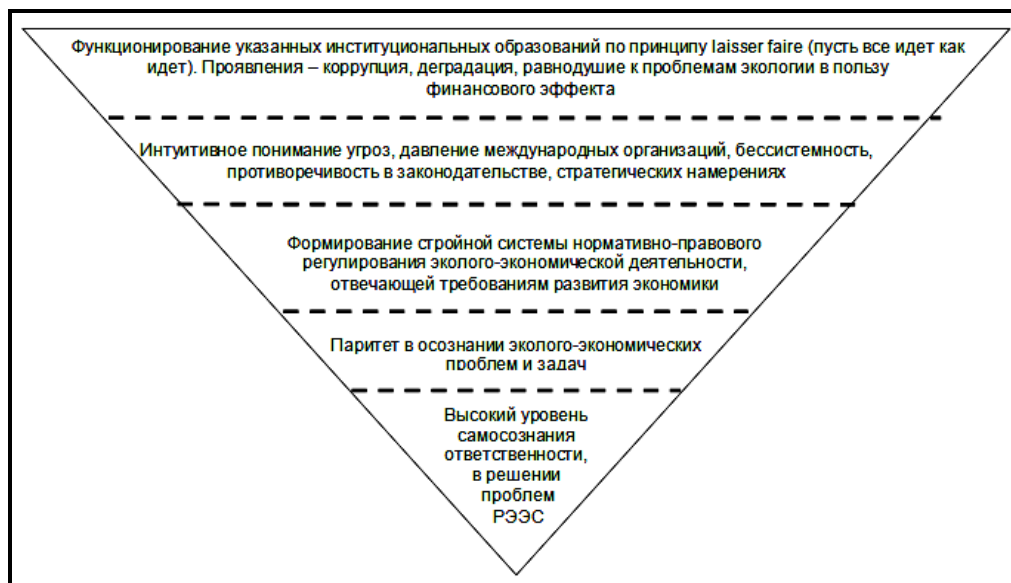 Функционирование указанных институциональных образований по принципу laisser faire (пусть все идет как
идет). Проявления – коррупция, деградация, равнодушие к проблемам экологии в пользу
финансового эффекта
Интуитивное понимание угроз, давление международных организаций, бессистемность,
противоречивость в законодательстве, стратегических намерениях
Формирование стройной системы нормативно-правового
регулирования эколого-экономической деятельности,
отвечающей требованиям развития экономики
Паритет в осознании эколого-экономических
проблем и задач
Высокий уровень
самосознания
ответственности,
в решении
проблем
РЭЭС